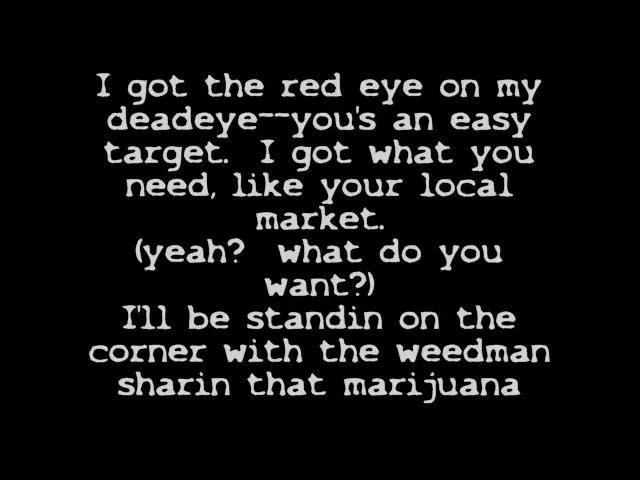 I got the red eye on my
deadeye--you's an easy
target.  I got what you
need, like your local
market.
(yeah?  what do you
want?)
I'll be standin on the
corner with the weedman
sharin that marijuana